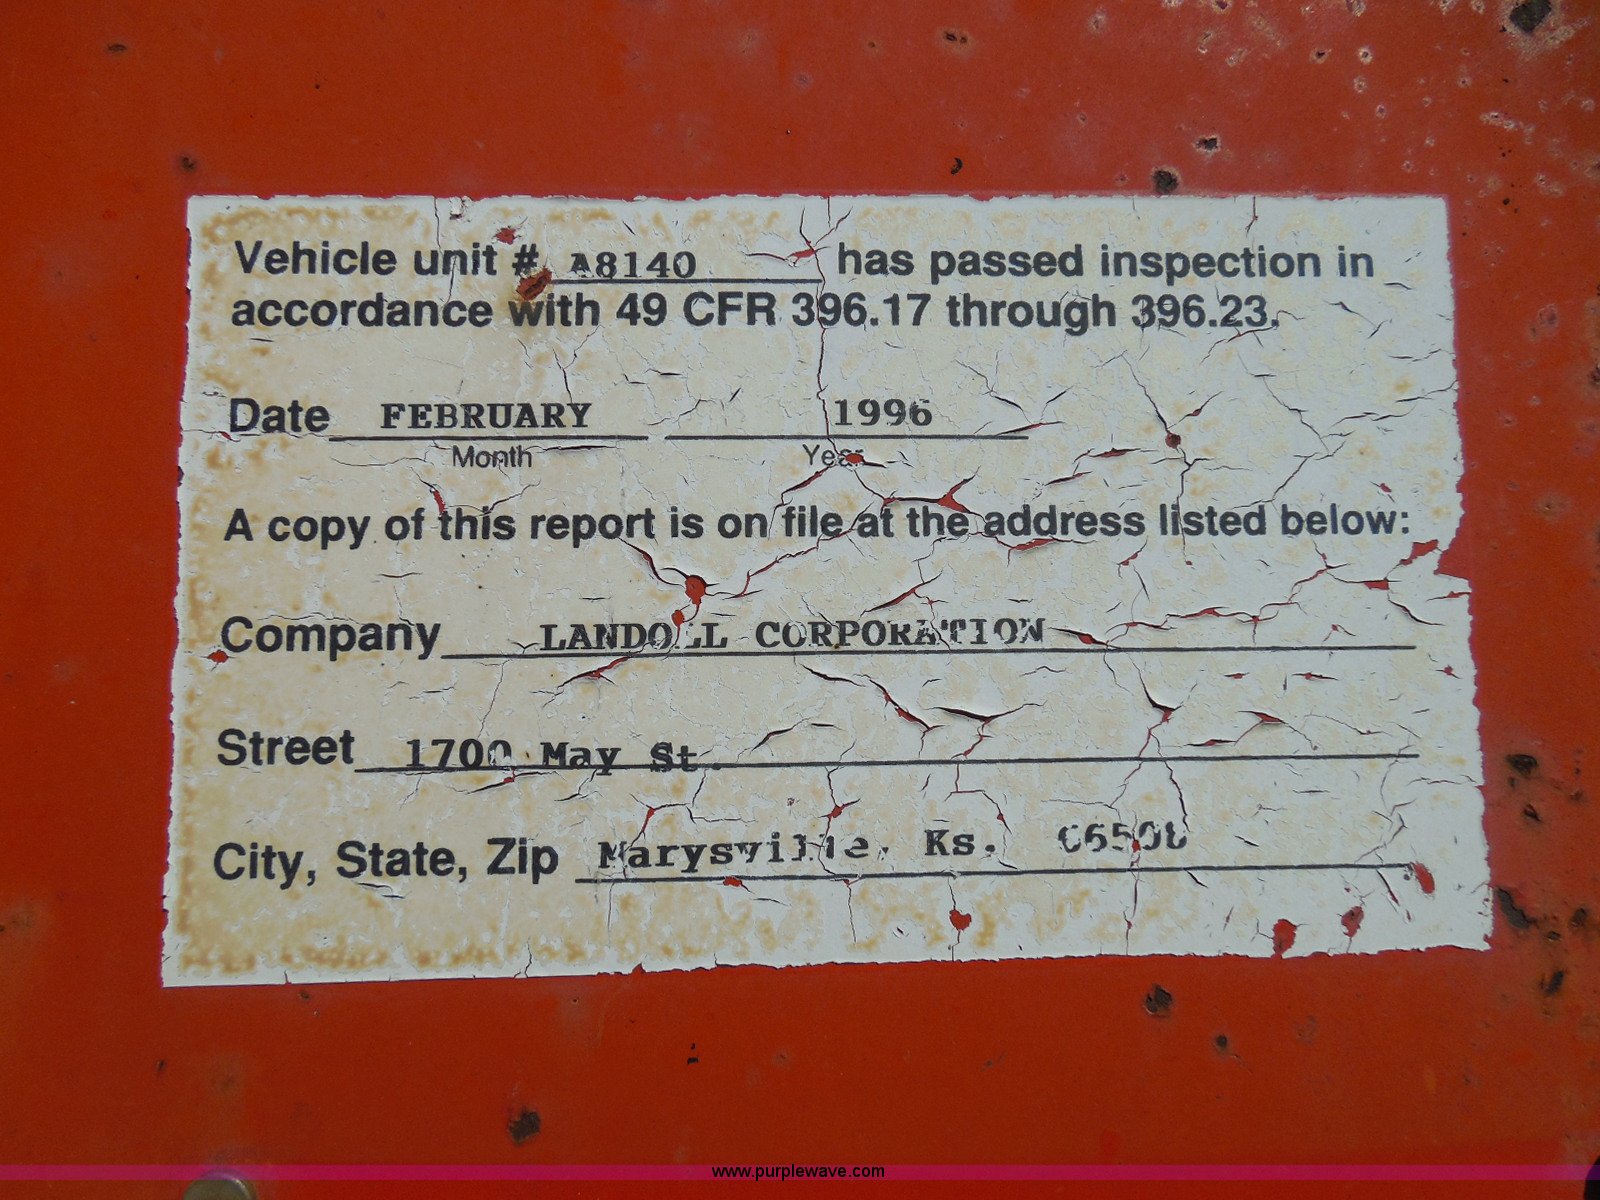 Vehicle unit # A8140 has passed inspection in
accordance with 49 CFR 396.17 through 396.23.
Date FEBRUARY 1996
Month Year
A copy of this report is on file at the address listed below:
Company LANDOLL CORPORATION
Street 1700 May St.
City, State, Zip Marysville, Ks. 66508
www.purplewave.com